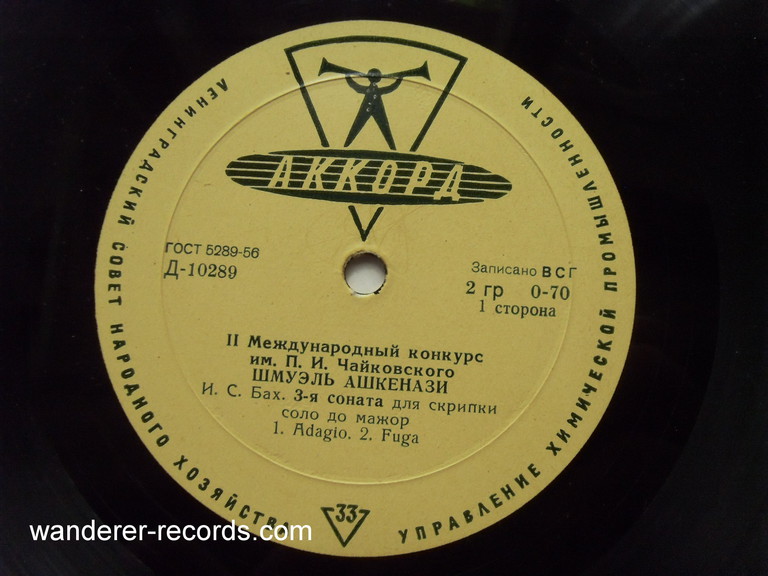 ЛЕНИНГРАДСКИЙ СОВЕТ НАРОДНОГО ХОЗЯЙСТВА
УПРАВЛЕНИЕ ХИМИЧЕСКОЙ ПРОМЫШЛЕННОСТИ
АККОРД
ГОСТ 5289-56
Д-10289
Записано ВСГ
2 гр 0-70
1 сторона
II Международный конкурс
им. П. И. Чайковского
ШМУЭЛЬ АШКЕНАЗИ
И. С. Бах. 3-я соната для скрипки
соло до мажор
1. Adagio. 2. Fuga
33
wanderer-records.com